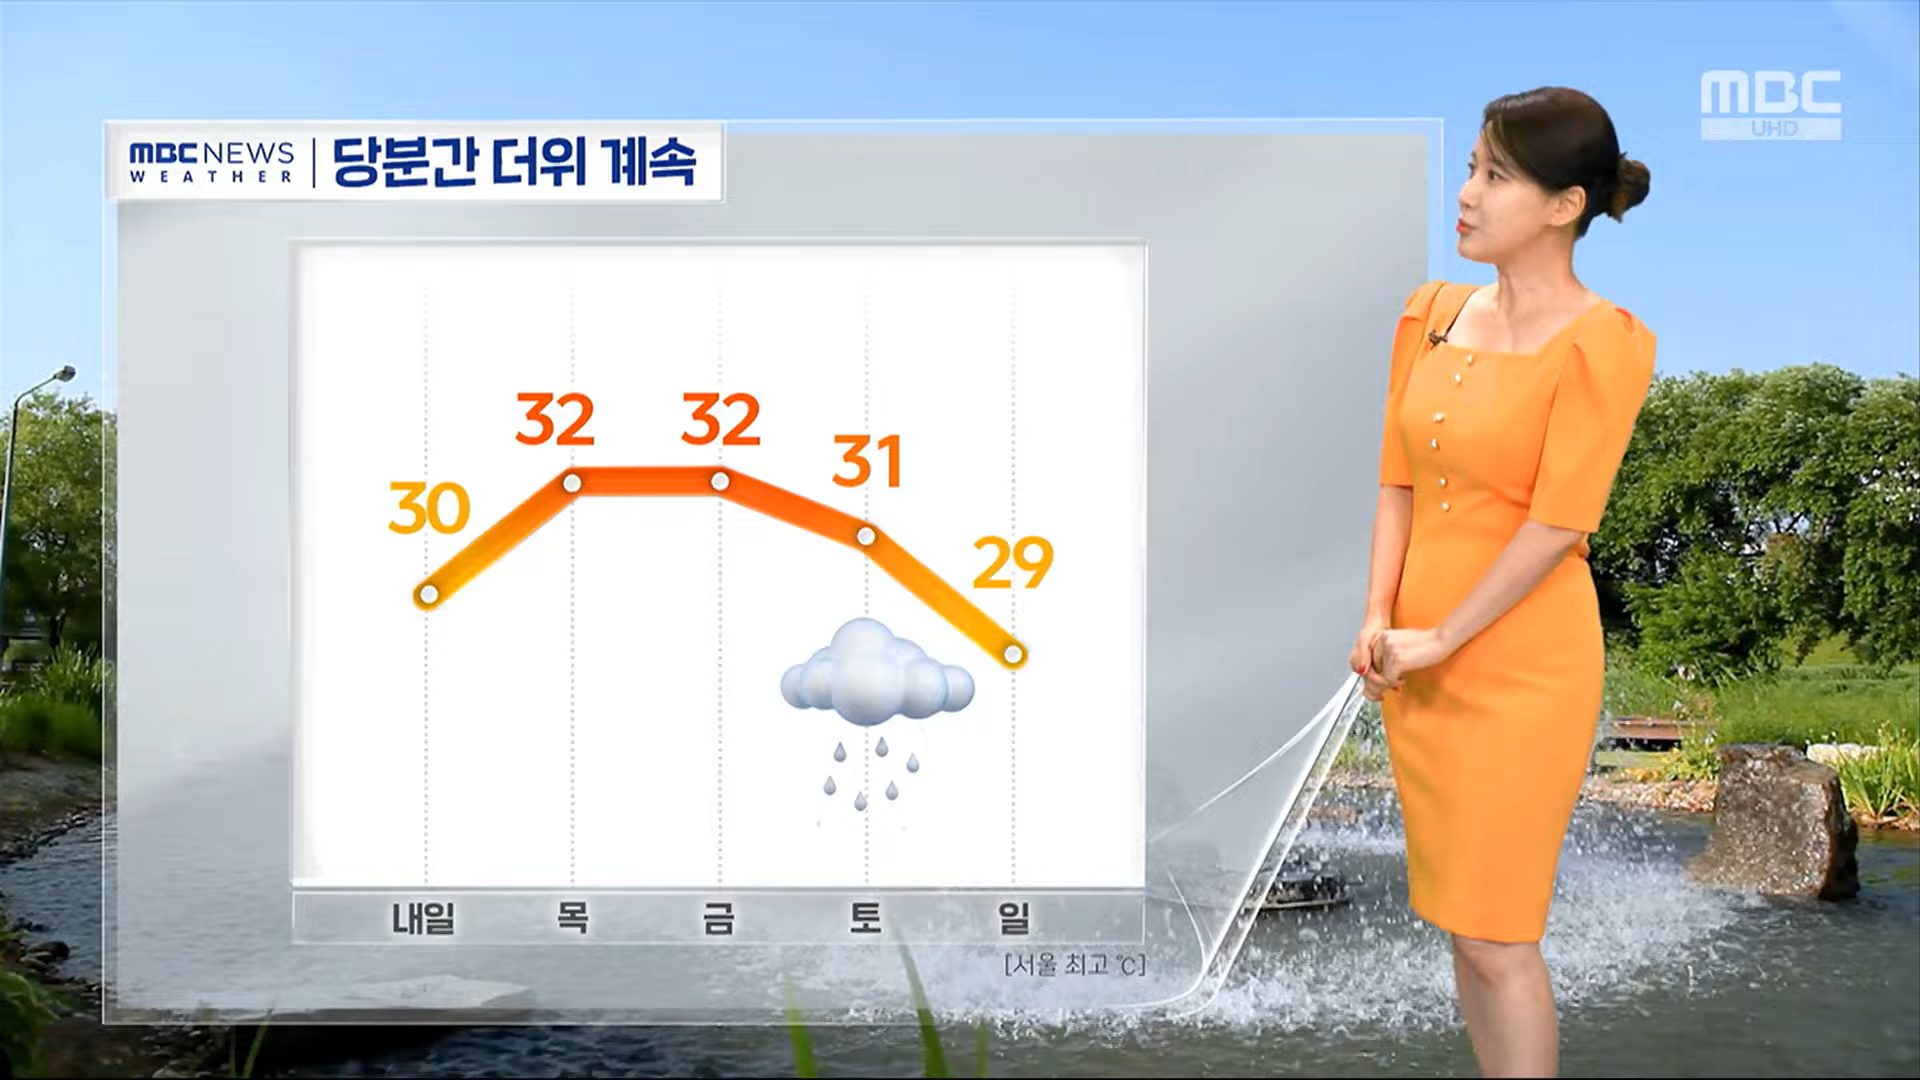 MBC NEWS
WEATHER
당분간 더위 계속
MBC
UHD
30
32
32
31
29
내일 목 금 토 일
[서울 최고 ℃]